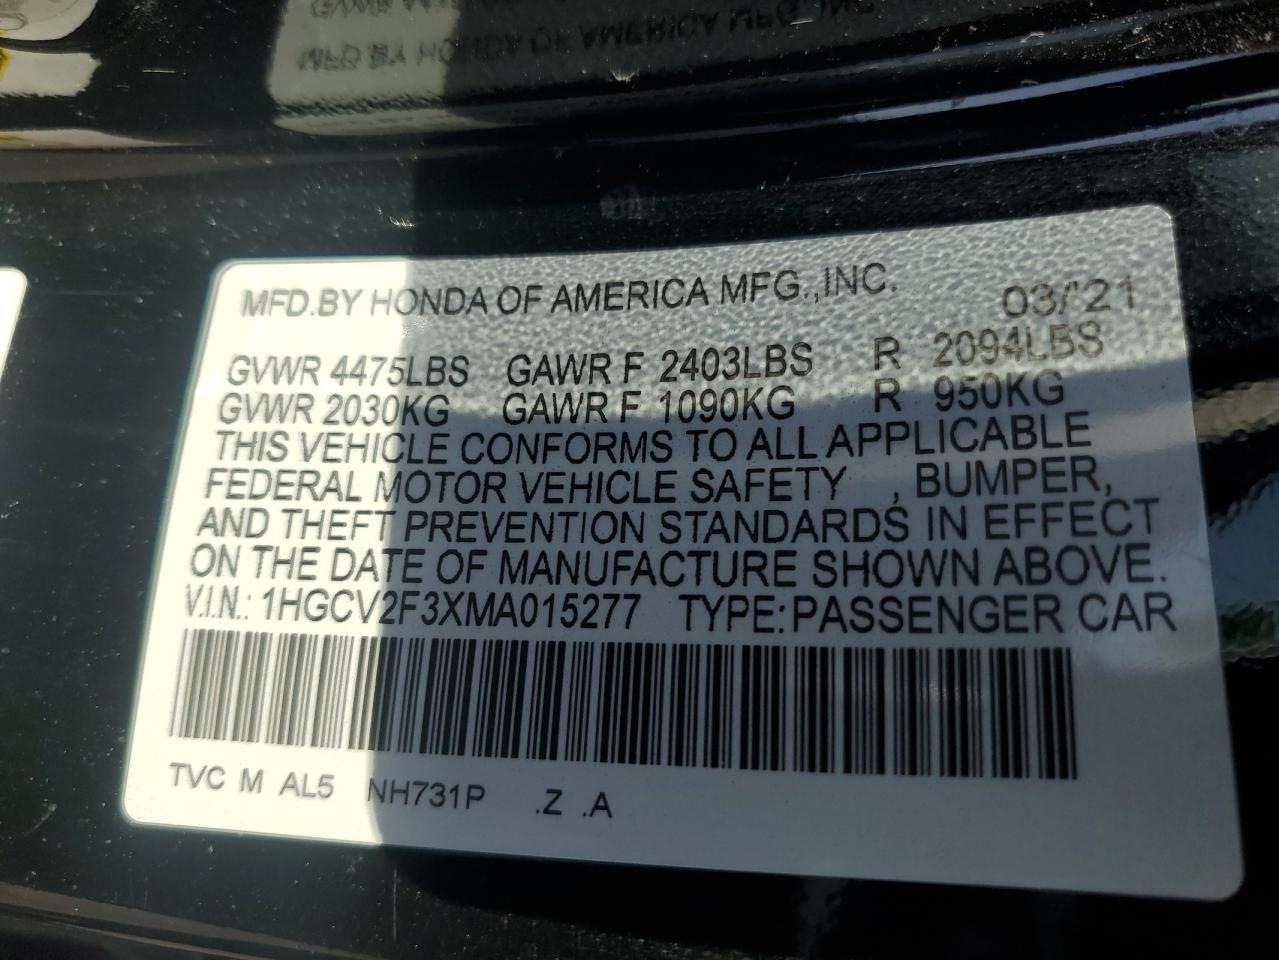 MFD.BY HONDA OF AMERICA MFG.,INC. 03/'21
GVWR 4475LBS GAWR F 2403LBS R 2094LBS
GVWR 2030KG GAWR F 1090KG R 950KG
THIS VEHICLE CONFORMS TO ALL APPLICABLE
FEDERAL MOTOR VEHICLE SAFETY , BUMPER,
AND THEFT PREVENTION STANDARDS IN EFFECT
ON THE DATE OF MANUFACTURE SHOWN ABOVE.
V.I.N.: 1HGCV2F3XMA015277 TYPE:PASSENGER CAR
TVC M AL5 NH731P .Z .A